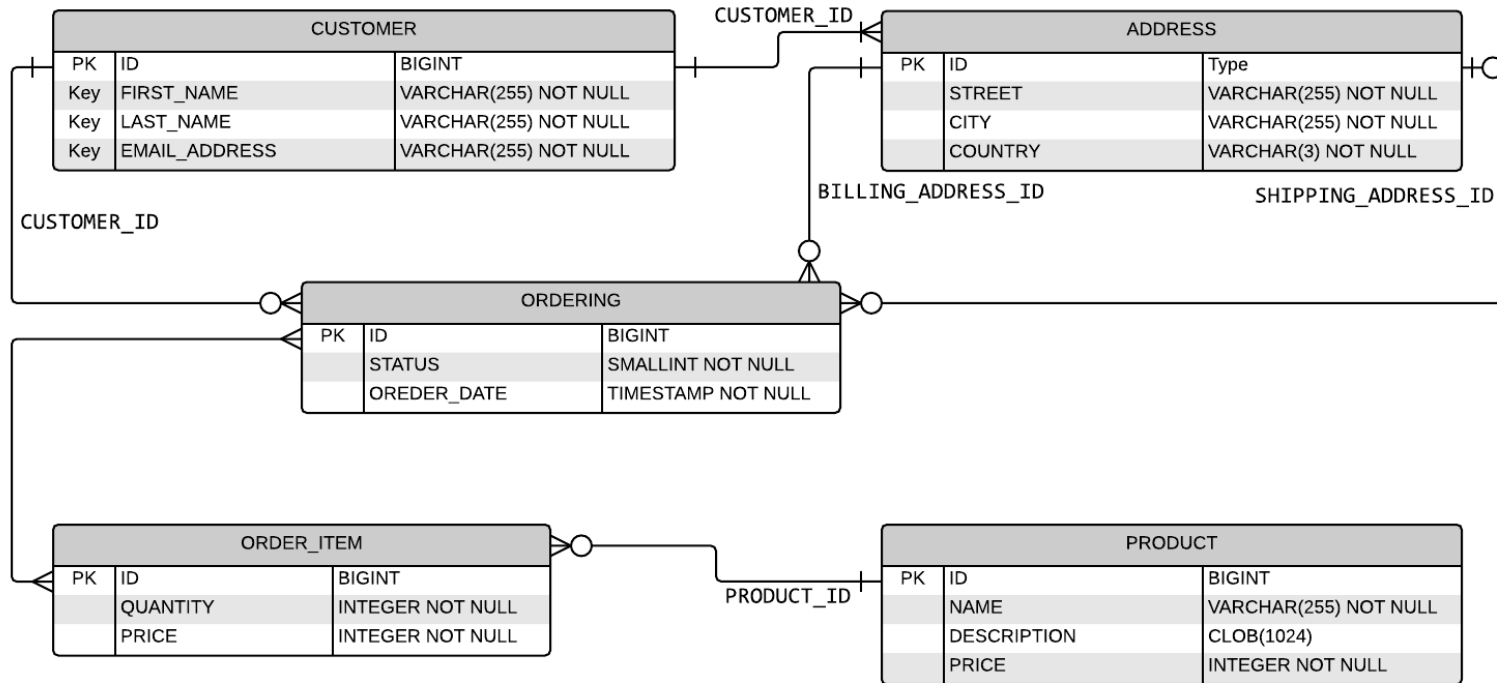 CUSTOMER_ID
CUSTOMER
PK ID BIGINT
Key FIRST_NAME VARCHAR(255) NOT NULL
Key LAST_NAME VARCHAR(255) NOT NULL
Key EMAIL_ADDRESS VARCHAR(255) NOT NULL
ADDRESS
PK ID Type
STREET VARCHAR(255) NOT NULL
CITY VARCHAR(255) NOT NULL
COUNTRY VARCHAR(3) NOT NULL
BILLING_ADDRESS_ID
SHIPPING_ADDRESS_ID
CUSTOMER_ID
ORDERING
PK ID BIGINT
STATUS SMALLINT NOT NULL
OREDER_DATE TIMESTAMP NOT NULL
ORDER_ITEM
PK ID BIGINT
QUANTITY INTEGER NOT NULL
PRICE INTEGER NOT NULL
PRODUCT_ID
PRODUCT
PK ID BIGINT
NAME VARCHAR(255) NOT NULL
DESCRIPTION CLOB(1024)
PRICE INTEGER NOT NULL